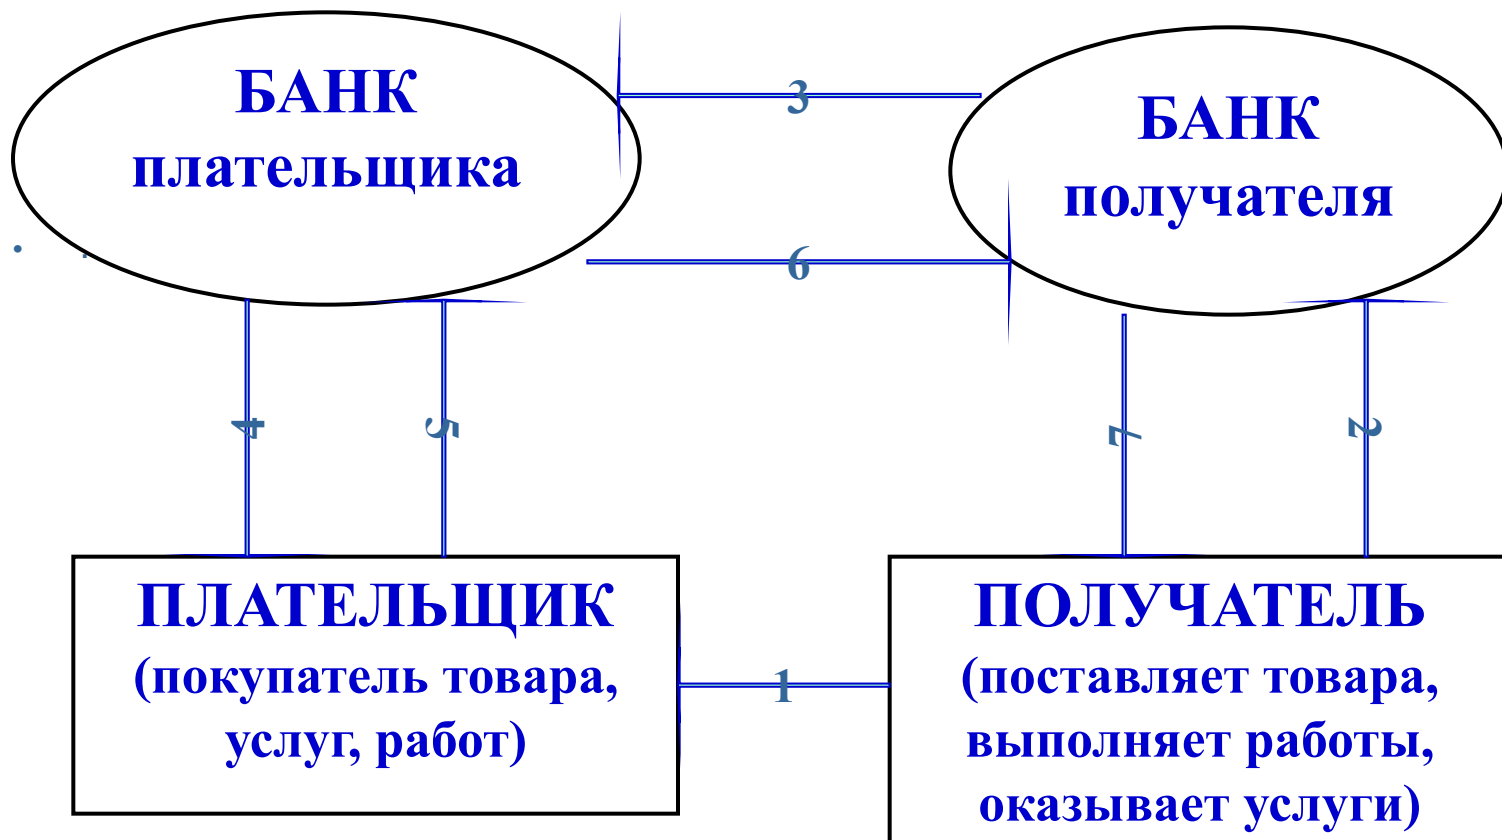 БАНК
плательщика
БАНК
получателя
3
6
4
5
7
2
ПЛАТЕЛЬЩИК
(покупатель товара,
услуг, работ)
1
ПОЛУЧАТЕЛЬ
(поставляет товара,
выполняет работы,
оказывает услуги)